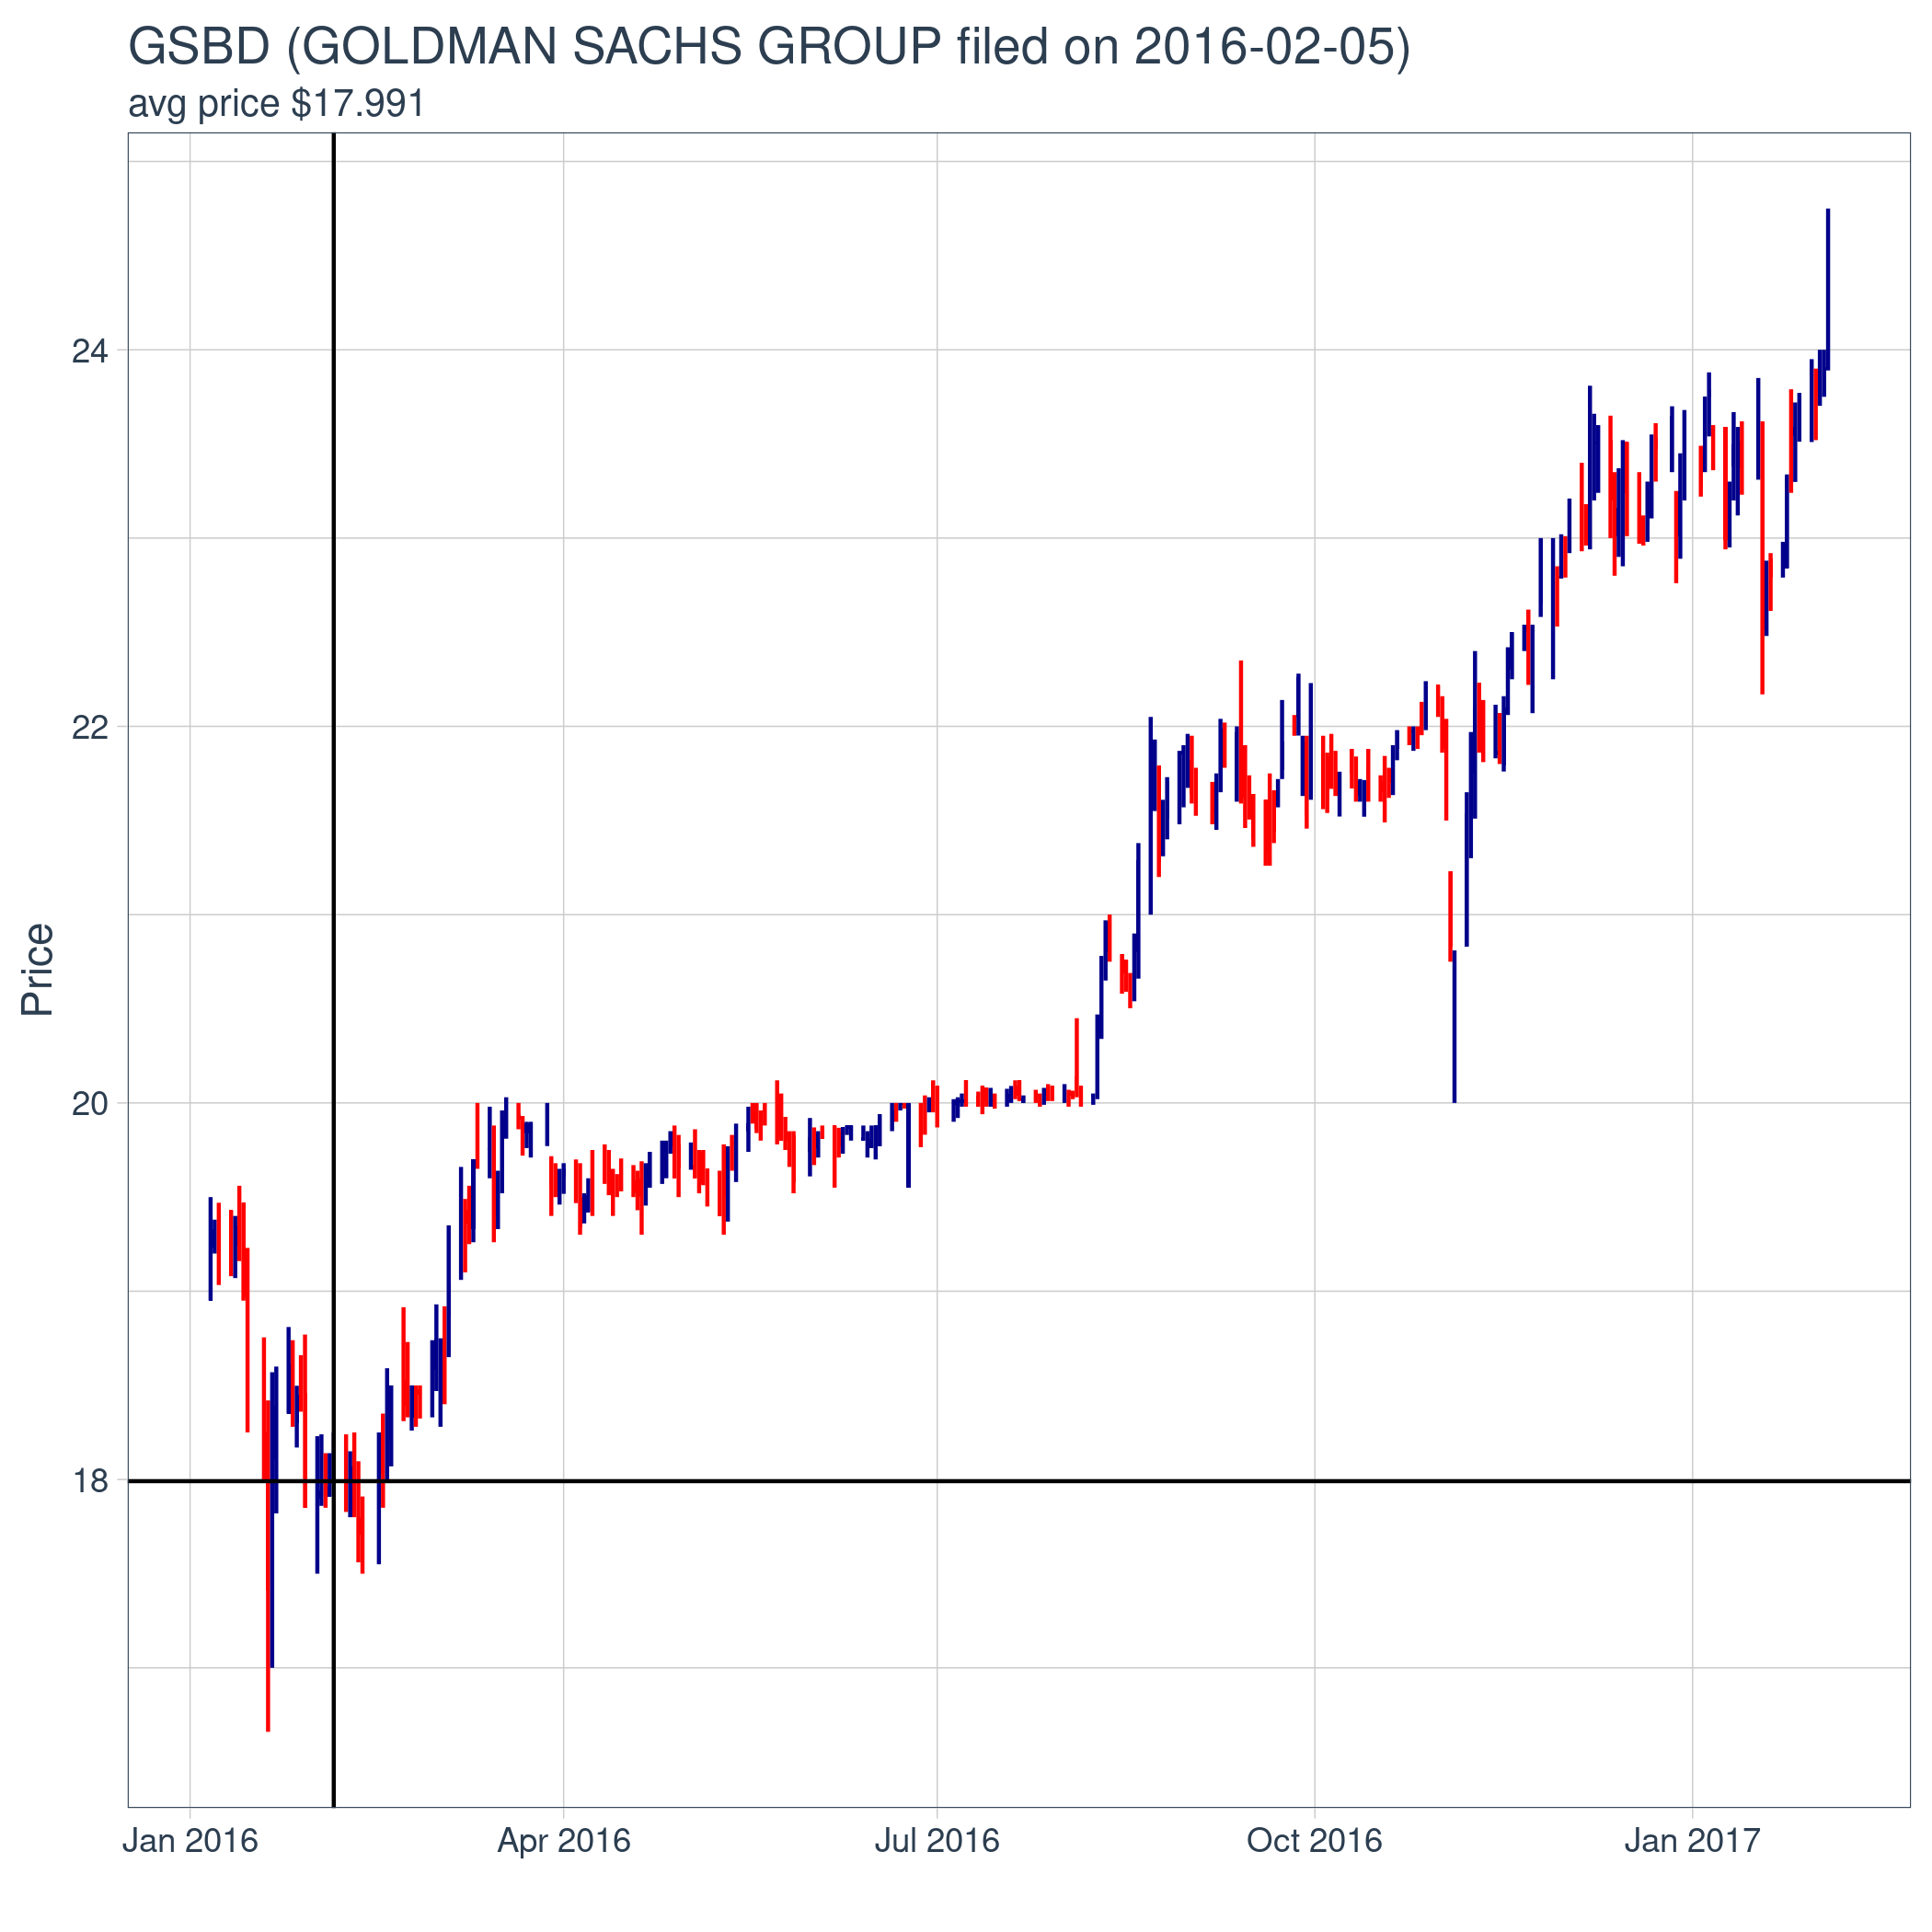 GSBD (GOLDMAN SACHS GROUP filed on 2016-02-05)
avg price $17.991
24
22
20
18
Price
Jan 2016
Apr 2016
Jul 2016
Oct 2016
Jan 2017